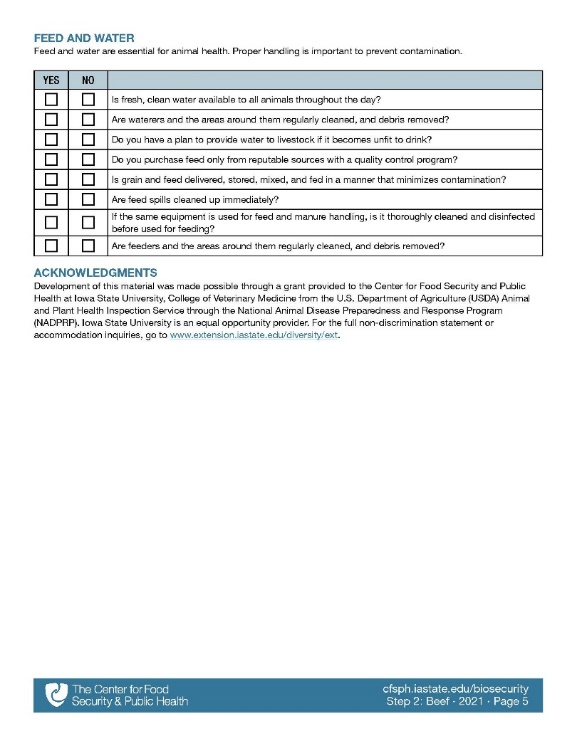 FEED AND WATER
Feed and water are essential for animal health. Proper handling is important to prevent contamination.
YES NO
Is fresh, clean water available to all animals throughout the day?
Are waterers and the areas around them regularly cleaned, and debris removed?
Do you have a plan to provide water to livestock if it becomes unfit to drink?
Do you purchase feed only from reputable sources with a quality control program?
Is grain and feed delivered, stored, mixed, and fed in a manner that minimizes contamination?
Are feed spills cleaned up immediately?
If the same equipment is used for feed and manure handling, is it thoroughly cleaned and disinfected
before used for feeding?
Are feeders and the areas around them regularly cleaned, and debris removed?
ACKNOWLEDGMENTS
Development of this material was made possible through a grant provided to the Center for Food Security and Public
Health at Iowa State University, College of Veterinary Medicine from the U.S. Department of Agriculture (USDA) Animal
and Plant Health Inspection Service through the National Animal Disease Preparedness and Response Program
(NADPRP). Iowa State University is an equal opportunity provider. For the full non-discrimination statement or
accommodation inquiries, go to www.extension.iastate.edu/diversity/ext.
The Center for Food
Security & Public Health
cfsph.iastate.edu/biosecurity
Step 2: Beef · 2021 · Page 5